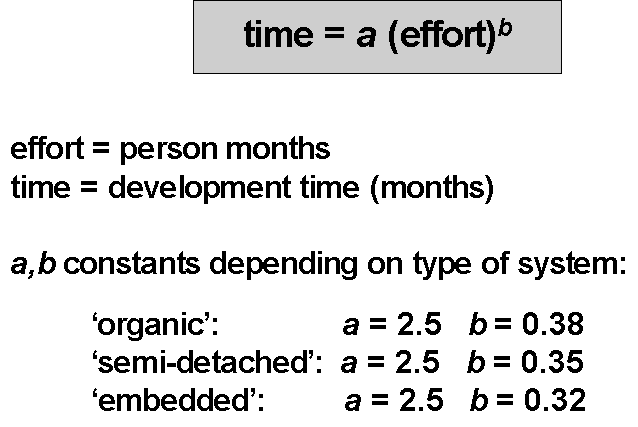 time = a (effort)ᵇ
effort = person months
time = development time (months)
a,b constants depending on type of system:
‘organic’: a = 2.5 b = 0.38
‘semi-detached’: a = 2.5 b = 0.35
‘embedded’: a = 2.5 b = 0.32